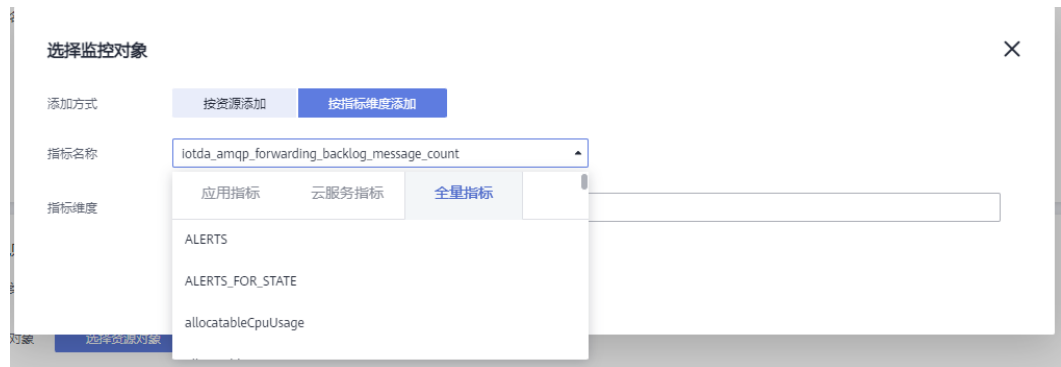 选择监控对象
添加方式
按资源添加
按指标维度添加
指标名称
iotda_amqp_forwarding_backlog_message_count
应用指标
云服务指标
全量指标
指标维度
ALERTS
ALERTS_FOR_STATE
allocatableCpuUsage
对象
选择资源对象